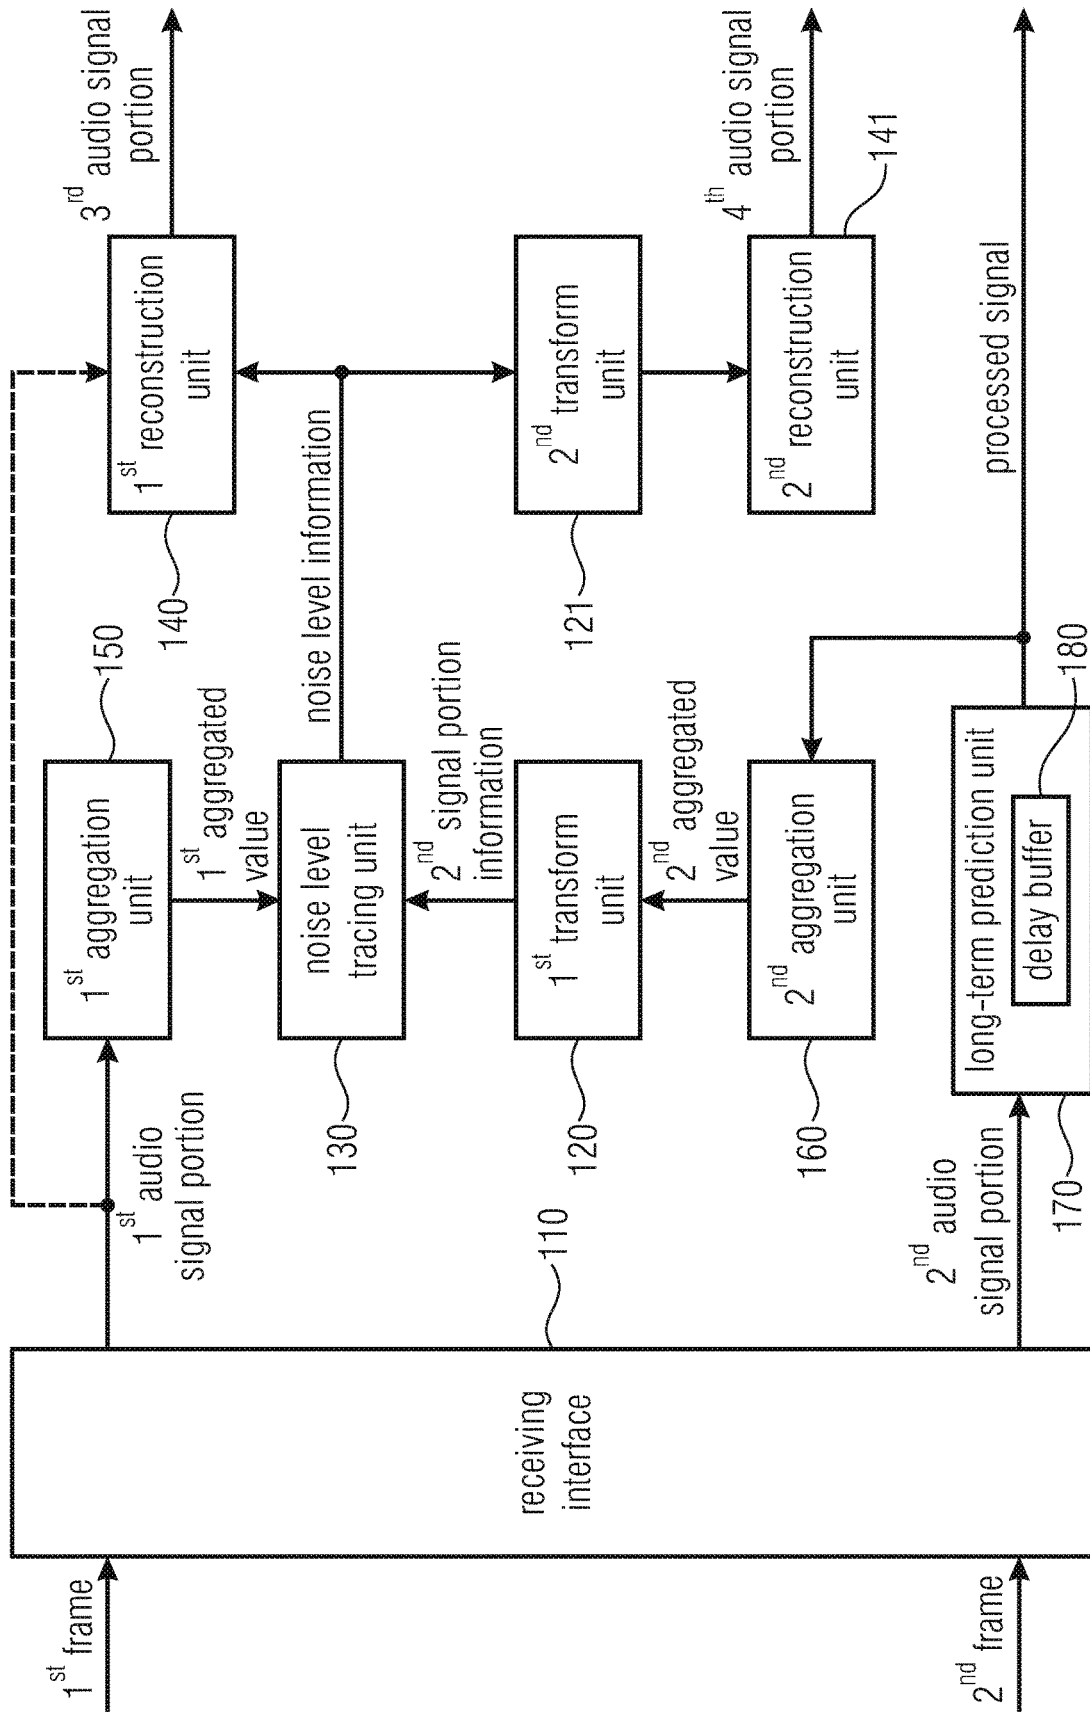 1st frame
2nd frame
receiving
interface
110
1st audio
signal portion
2nd audio
signal portion
1st aggregation
unit
150
1st aggregated
value
noise level
tracing unit
130
2nd signal portion
information
1st transform
unit
120
2nd aggregated
value
2nd aggregation
unit
160
long-term prediction unit
delay buffer
170
180
noise level information
1st reconstruction
unit
140
2nd transform
unit
121
2nd reconstruction
unit
141
3rd audio signal
portion
4th audio signal
portion
processed signal